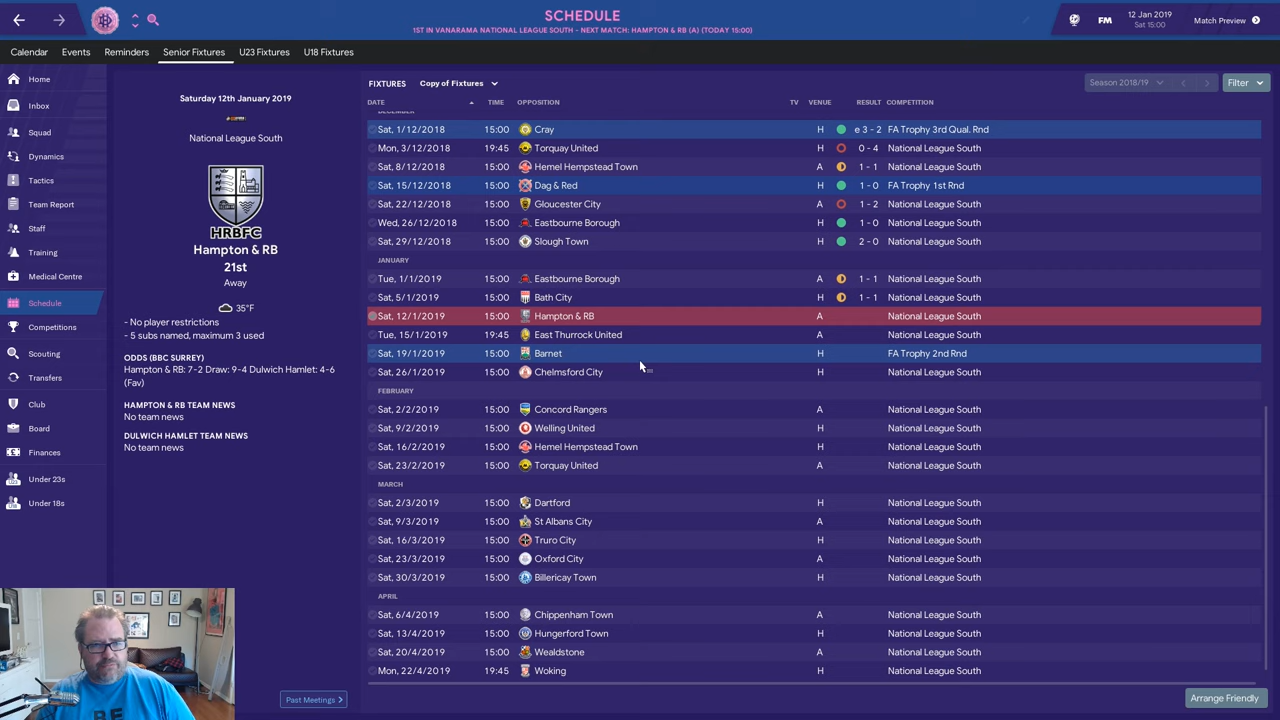 SCHEDULE
1ST IN VANARAMA NATIONAL LEAGUE SOUTH - NEXT MATCH: HAMPTON & RB (A) (TODAY 15:00)
FM
12 Jan 2019
Sat 15:00
Match Preview
Calendar Events Reminders Senior Fixtures U23 Fixtures U18 Fixtures
Home
Inbox
Squad
Dynamics
Tactics
Team Report
Staff
Training
Medical Centre
Schedule
Competitions
Scouting
Transfers
Club
Board
Finances
Under 23s
Under 18s
Saturday 12th January 2019
National League South
HRBFC
Hampton & RB
21st
Away
35°F
- No player restrictions
- 5 subs named, maximum 3 used
ODDS (BBC SURREY)
Hampton & RB: 7-2 Draw: 9-4 Dulwich Hamlet: 4-6
(Fav)
HAMPTON & RB TEAM NEWS
No team news
DULWICH HAMLET TEAM NEWS
No team news
Past Meetings
FIXTURES Copy of Fixtures Season 2018/19 Filter
DATE TIME OPPOSITION TV VENUE RESULT COMPETITION
DECEMBER
Sat, 1/12/2018 15:00 Cray H e 3 - 2 FA Trophy 3rd Qual. Rnd
Mon, 3/12/2018 19:45 Torquay United H 0 - 4 National League South
Sat, 8/12/2018 15:00 Hemel Hempstead Town A 1 - 1 National League South
Sat, 15/12/2018 15:00 Dag & Red H 1 - 0 FA Trophy 1st Rnd
Sat, 22/12/2018 15:00 Gloucester City A 1 - 2 National League South
Wed, 26/12/2018 15:00 Eastbourne Borough H 1 - 0 National League South
Sat, 29/12/2018 15:00 Slough Town H 2 - 0 National League South
JANUARY
Tue, 1/1/2019 15:00 Eastbourne Borough A 1 - 1 National League South
Sat, 5/1/2019 15:00 Bath City H 1 - 1 National League South
Sat, 12/1/2019 15:00 Hampton & RB A National League South
Tue, 15/1/2019 19:45 East Thurrock United A National League South
Sat, 19/1/2019 15:00 Barnet H FA Trophy 2nd Rnd
Sat, 26/1/2019 15:00 Chelmsford City H National League South
FEBRUARY
Sat, 2/2/2019 15:00 Concord Rangers A National League South
Sat, 9/2/2019 15:00 Welling United H National League South
Sat, 16/2/2019 15:00 Hemel Hempstead Town H National League South
Sat, 23/2/2019 15:00 Torquay United A National League South
MARCH
Sat, 2/3/2019 15:00 Dartford H National League South
Sat, 9/3/2019 15:00 St Albans City A National League South
Sat, 16/3/2019 15:00 Truro City H National League South
Sat, 23/3/2019 15:00 Oxford City A National League South
Sat, 30/3/2019 15:00 Billericay Town H National League South
APRIL
Sat, 6/4/2019 15:00 Chippenham Town A National League South
Sat, 13/4/2019 15:00 Hungerford Town H National League South
Sat, 20/4/2019 15:00 Wealdstone A National League South
Mon, 22/4/2019 19:45 Woking H National League South
Arrange Friendly